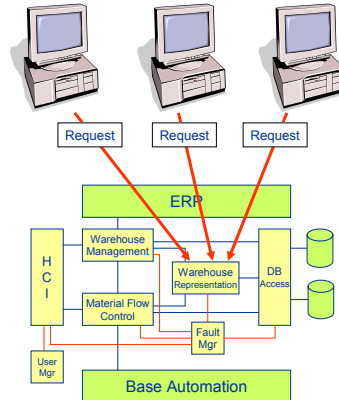 Request
Request
Request
ERP
Warehouse
Management
H
C
I
Warehouse
Representation
DB
Access
Material Flow
Control
Fault
Mgr
User
Mgr
Base Automation